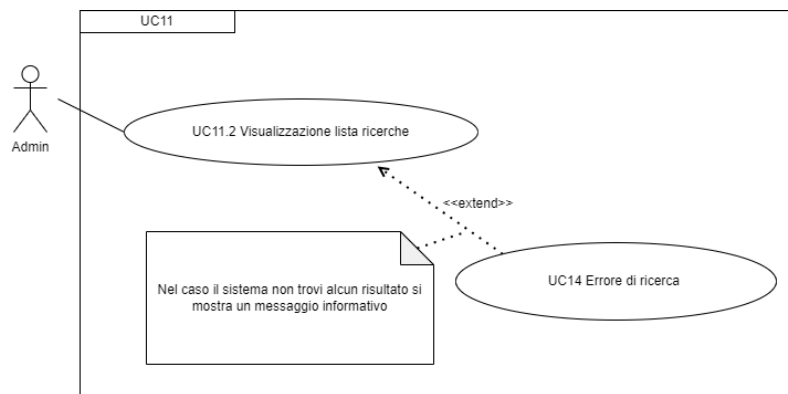 UC11
Admin
UC11.2 Visualizzazione lista ricerche
<<extend>>
Nel caso il sistema non trovi alcun risultato si
mostra un messaggio informativo
UC14 Errore di ricerca